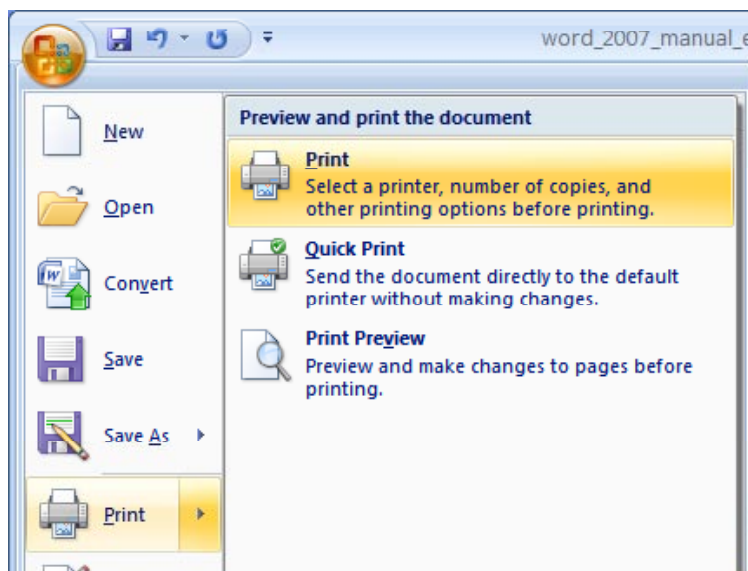 word_2007_manual_e
New
Open
Convert
Save
Save As
Print
Preview and print the document
Print
Select a printer, number of copies, and
other printing options before printing.
Quick Print
Send the document directly to the default
printer without making changes.
Print Preview
Preview and make changes to pages before
printing.